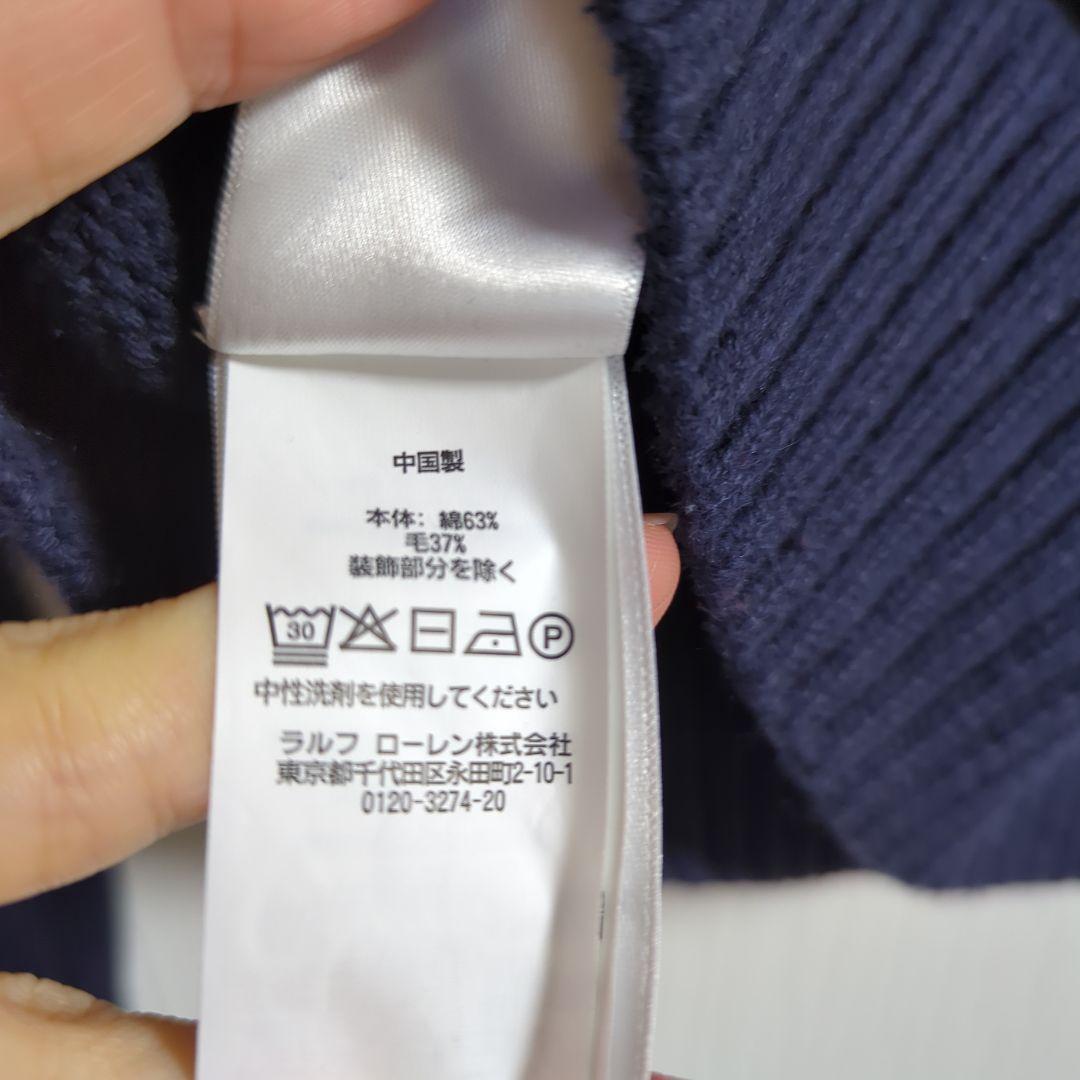 中国製
本体: 綿63%
毛37%
装飾部分を除く
30 P
中性洗剤を使用してください
ラルフ ローレン株式会社
東京都千代田区永田町2-10-1
0120-3274-20